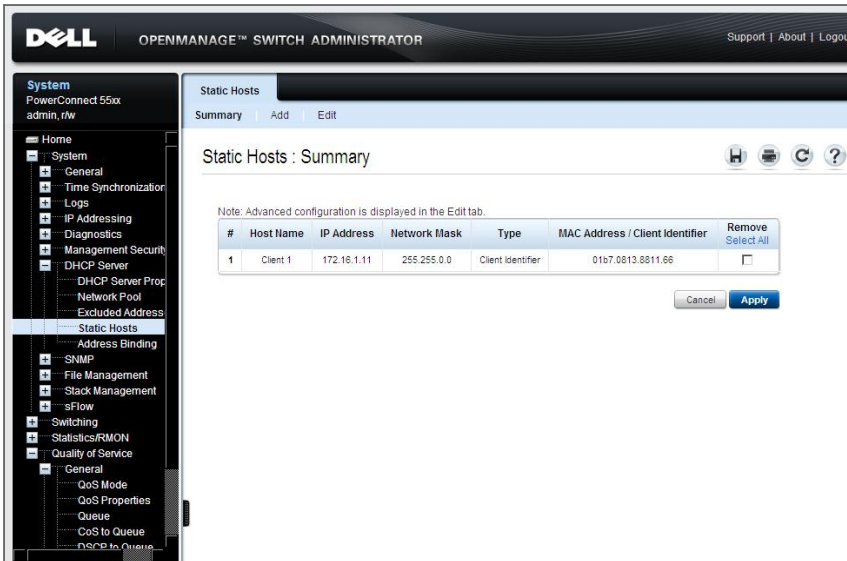 DELL
OPENMANAGE™ SWITCH ADMINISTRATOR
Support | About | Logou
System
PowerConnect 55xx
admin, r/w
Home
System
General
Time Synchronization
Logs
IP Addressing
Diagnostics
Management Securit
DHCP Server
DHCP Server Prop
Network Pool
Excluded Address
Static Hosts
Address Binding
SNMP
File Management
Stack Management
sFlow
Switching
Statistics/RMON
Quality of Service
General
QoS Mode
QoS Properties
Queue
CoS to Queue
DSCP to Queue
Static Hosts
Summary Add Edit
Static Hosts : Summary
Note: Advanced configuration is displayed in the Edit tab.
# Host Name IP Address Network Mask Type MAC Address / Client Identifier Remove
Select All
1 Client 1 172.16.1.11 255.255.0.0 Client Identifier 01b7.0813.8811.66
Cancel Apply